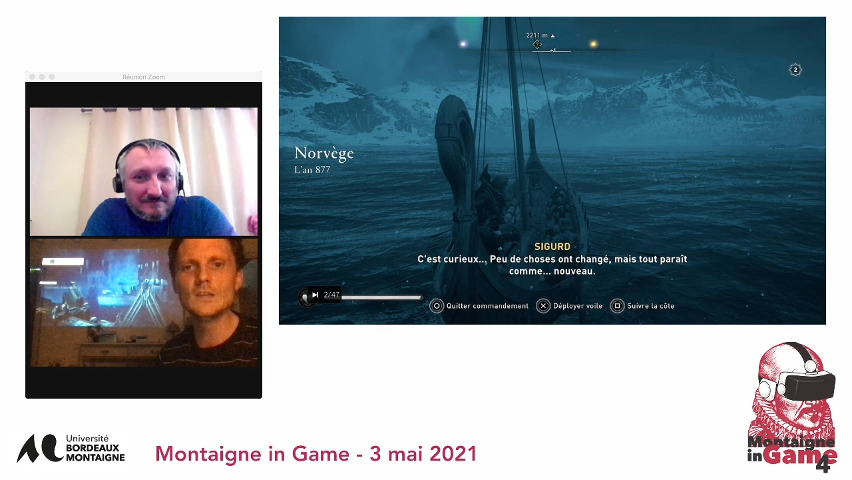 Réunion Zoom
2211 m
2
Norvège
L'an 877
SIGURD
C'est curieux... Peu de choses ont changé, mais tout paraît
comme... nouveau.
2/47
Quitter commandement
Déployer voile
Suivre la côte
Université
BORDEAUX
MONTAIGNE
Montaigne in Game - 3 mai 2021
Montaigne
inGame
4